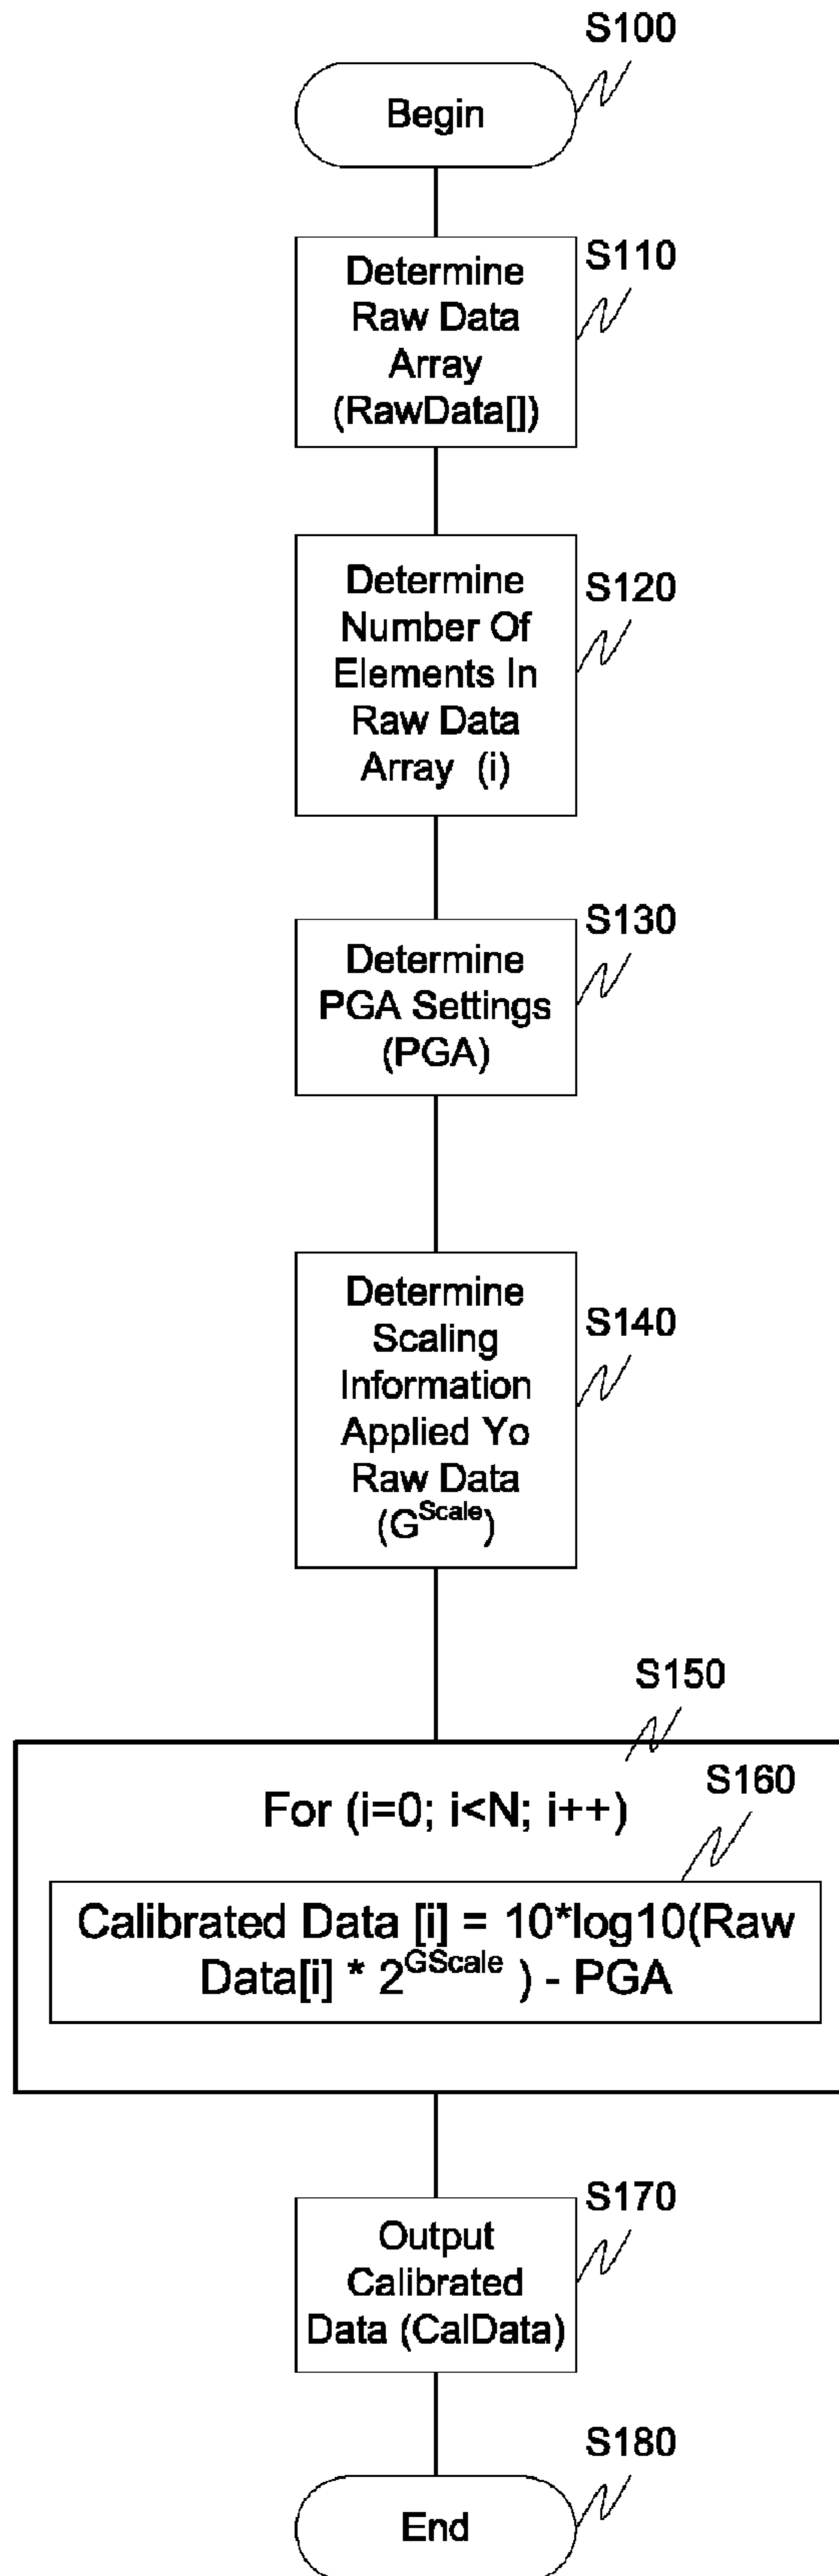 S100
Begin
S110
Determine
Raw Data
Array
(RawData[])
S120
Determine
Number Of
Elements In
Raw Data
Array (i)
S130
Determine
PGA Settings
(PGA)
S140
Determine
Scaling
Information
Applied Yo
Raw Data
(G^Scale)
S150
For (i=0; i<N; i++)
S160
Calibrated Data [i] = 10*log10(Raw
Data[i] * 2^GScale ) - PGA
S170
Output
Calibrated
Data (CalData)
S180
End